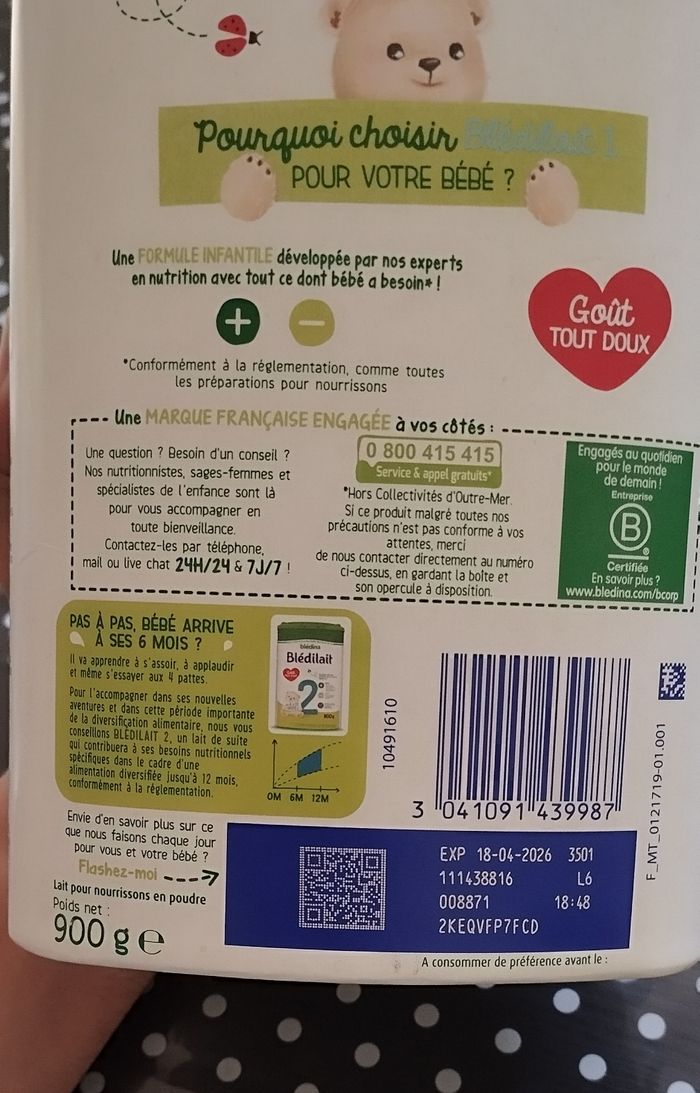 Pourquoi choisir Blédilait 1
POUR VOTRE BÉBÉ ?
Une FORMULE INFANTILE développée par nos experts
en nutrition avec tout ce dont bébé a besoin* !
+ −
Goût
TOUT DOUX
*Conformément à la réglementation, comme toutes
les préparations pour nourrissons
Une MARQUE FRANÇAISE ENGAGÉE à vos côtés :
Une question ? Besoin d'un conseil ?
Nos nutritionnistes, sages-femmes et
spécialistes de l'enfance sont là
pour vous accompagner en
toute bienveillance.
Contactez-les par téléphone,
mail ou live chat 24H/24 & 7J/7 !
0 800 415 415
Service & appel gratuits*
*Hors Collectivités d'Outre-Mer.
Si ce produit malgré toutes nos
précautions n'est pas conforme à vos
attentes, merci
de nous contacter directement au numéro
ci-dessus, en gardant la boîte et
son opercule à disposition.
Engagés au quotidien
pour le monde
de demain !
Entreprise
B
Certifiée
En savoir plus ?
www.bledina.com/bcorp
PAS À PAS, BÉBÉ ARRIVE
À SES 6 MOIS ?
Il va apprendre à s'assoir, à applaudir
et même s'essayer aux 4 pattes.
Pour l'accompagner dans ses nouvelles
aventures et dans cette période importante
de la diversification alimentaire, nous vous
conseillons BLÉDILAIT 2, un lait de suite
qui contribuera à ses besoins nutritionnels
spécifiques dans le cadre d'une
alimentation diversifiée jusqu'à 12 mois,
conformément à la réglementation.
blédina
Blédilait
2
0M 6M 12M
10491610
3 041091 439987
F_MT_0121719-01.001
Envie d'en savoir plus sur ce
que nous faisons chaque jour
pour vous et votre bébé ?
Flashez-moi
Lait pour nourrissons en poudre
Poids net :
900 g e
EXP 18-04-2026 3501
111438816 L6
008871 18:48
2KEQVFP7FCD
A consommer de préférence avant le :